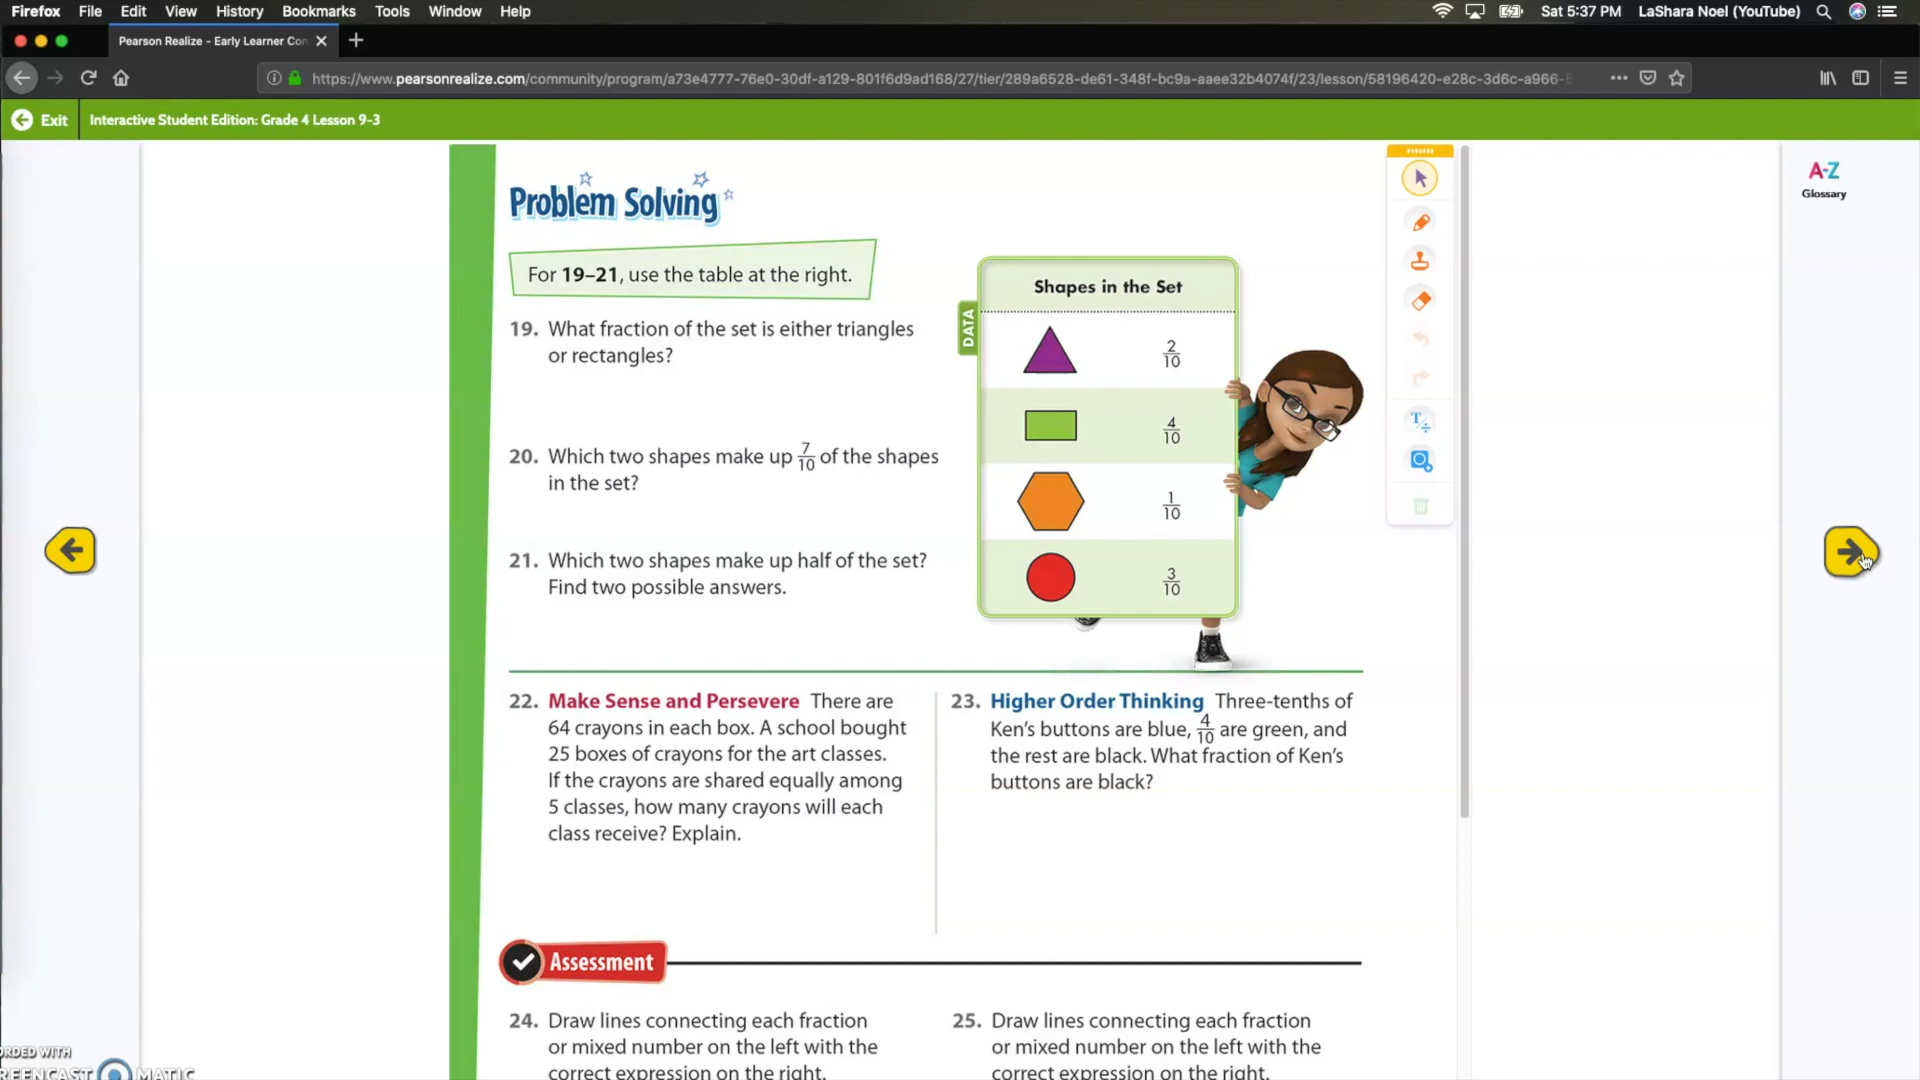 Firefox File Edit View History Bookmarks Tools Window Help Sat 5:37 PM LaShara Noel (YouTube)
Pearson Realize - Early Learner Con
https://www.pearsonrealize.com/community/program/a73e4777-76e0-30df-a129-801f6d9ad168/27/tier/289a6528-de61-348f-bc9a-aaee32b4074f/23/lesson/58196420-e28c-3d6c-a966-
Exit Interactive Student Edition: Grade 4 Lesson 9-3
A-Z
Glossary
Problem Solving
For 19–21, use the table at the right.
19. What fraction of the set is either triangles
or rectangles?
20. Which two shapes make up 7/10 of the shapes
in the set?
21. Which two shapes make up half of the set?
Find two possible answers.
DATA
Shapes in the Set
2/10
4/10
1/10
3/10
22. Make Sense and Persevere There are
64 crayons in each box. A school bought
25 boxes of crayons for the art classes.
If the crayons are shared equally among
5 classes, how many crayons will each
class receive? Explain.
23. Higher Order Thinking Three-tenths of
Ken's buttons are blue, 4/10 are green, and
the rest are black. What fraction of Ken's
buttons are black?
Assessment
24. Draw lines connecting each fraction
or mixed number on the left with the
correct expression on the right.
25. Draw lines connecting each fraction
or mixed number on the left with the
correct expression on the right.
ORDED WITH
REENCAST MATIC